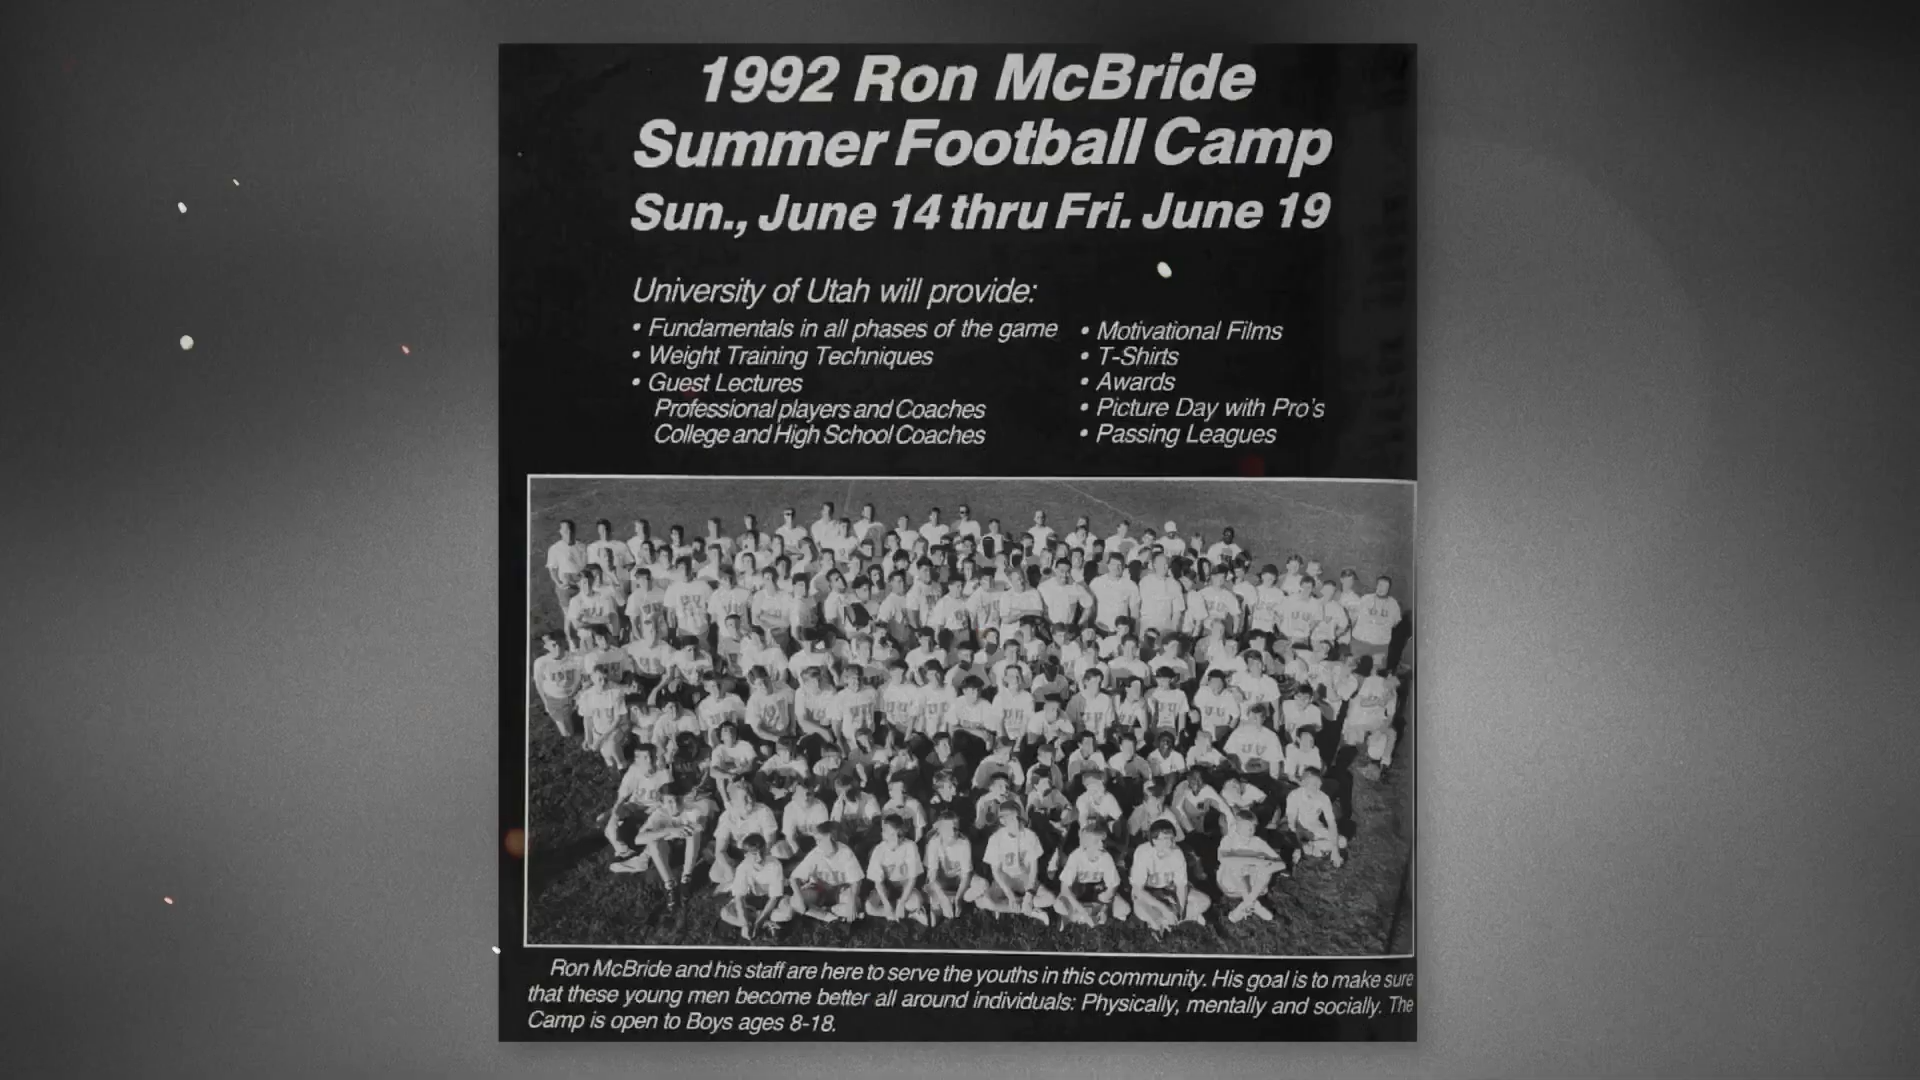 1992 Ron McBride
Summer Football Camp
Sun., June 14 thru Fri. June 19
University of Utah will provide:
• Fundamentals in all phases of the game
• Weight Training Techniques
• Guest Lectures
Professional players and Coaches
College and High School Coaches
• Motivational Films
• T-Shirts
• Awards
• Picture Day with Pro's
• Passing Leagues
Ron McBride and his staff are here to serve the youths in this community. His goal is to make sure
that these young men become better all around individuals: Physically, mentally and socially. The
Camp is open to Boys ages 8-18.